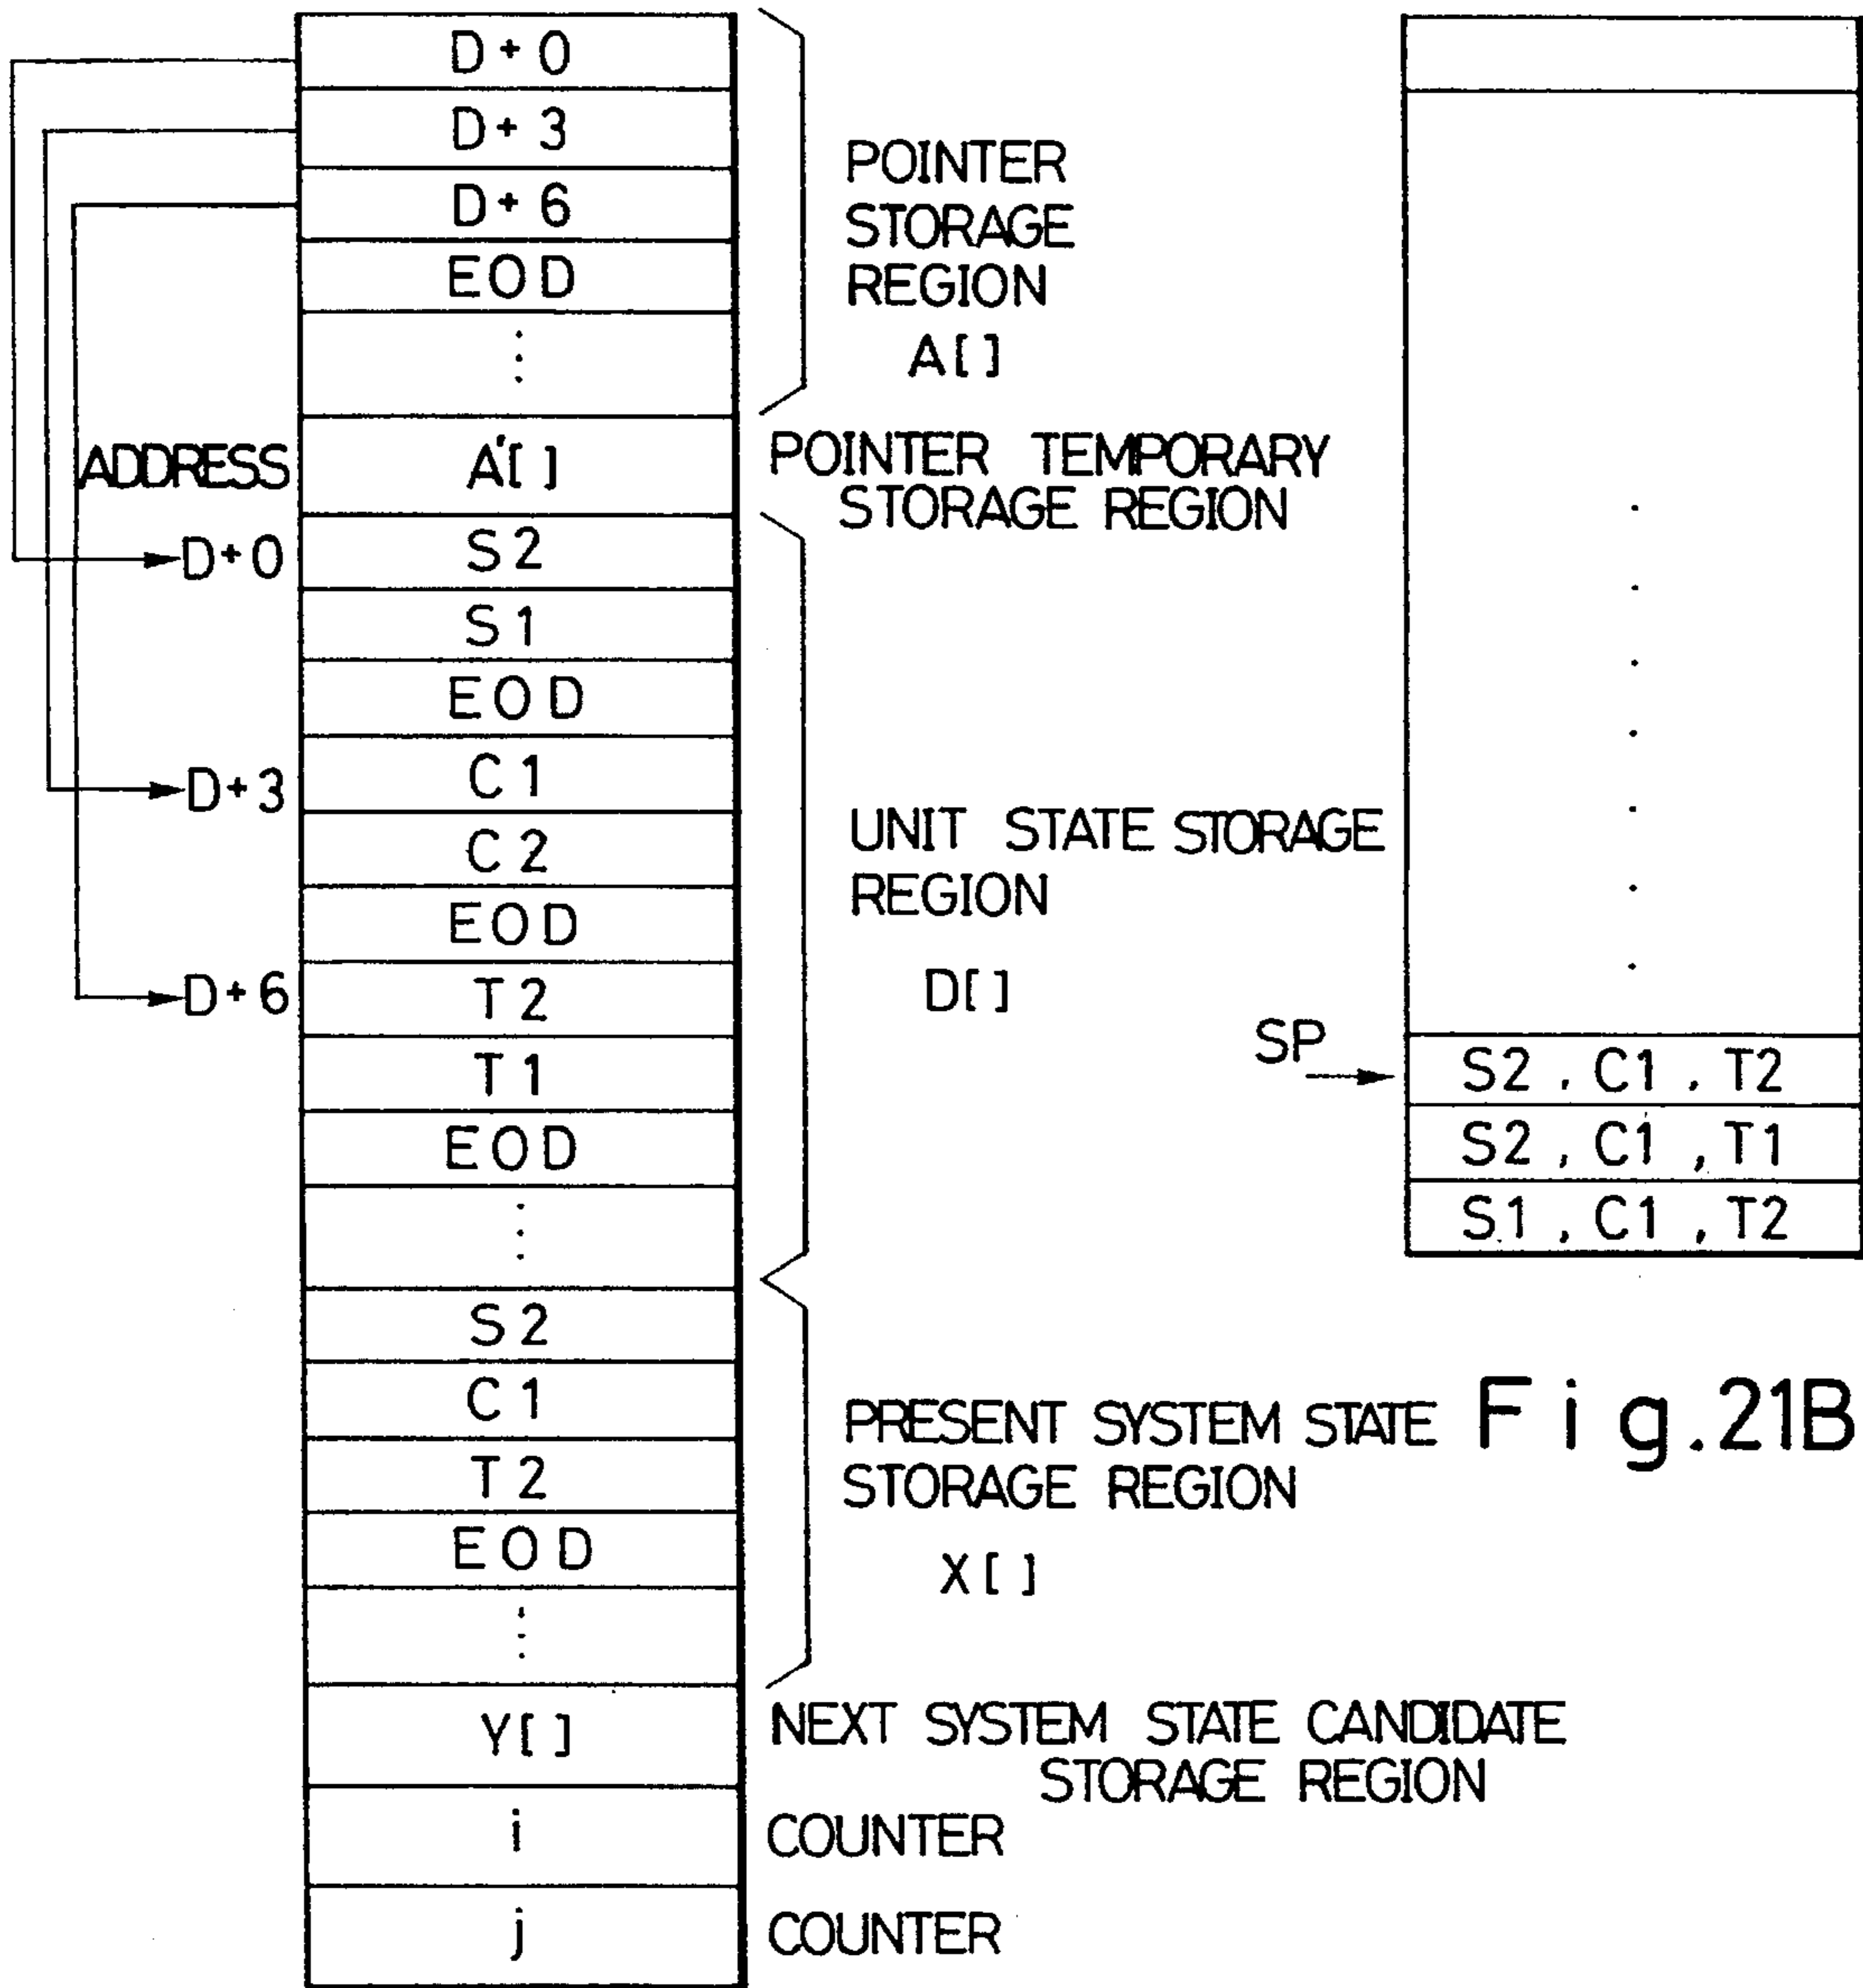 D+0
D+3
D+6
EOD
POINTER
STORAGE
REGION
A[ ]
ADDRESS
A'[ ]
POINTER TEMPORARY
STORAGE REGION
D+0
S2
S1
EOD
D+3
C1
C2
EOD
D+6
T2
T1
EOD
UNIT STATE STORAGE
REGION
D[ ]
S2
C1
T2
EOD
PRESENT SYSTEM STATE
STORAGE REGION
X[ ]
Y[ ]
NEXT SYSTEM STATE CANDIDATE
STORAGE REGION
i
COUNTER
j
COUNTER
SP
S2, C1, T2
S2, C1, T1
S1, C1, T2
Fig.21B